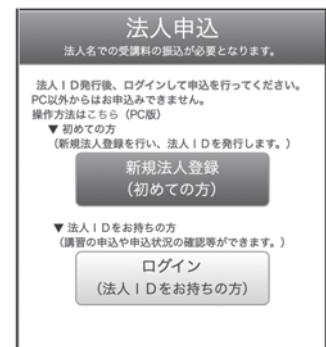 法人申込
法人名での受講料の振込が必要となります。
法人ＩＤ発行後、ログインして申込を行ってください。
PC以外からはお申込みできません。
操作方法はこちら（PC版）
▼ 初めての方
（新規法人登録を行い、法人ＩＤを発行します。）
新規法人登録
（初めての方）
▼ 法人ＩＤをお持ちの方
（講習の申込や申込状況の確認等ができます。）
ログイン
（法人ＩＤをお持ちの方）